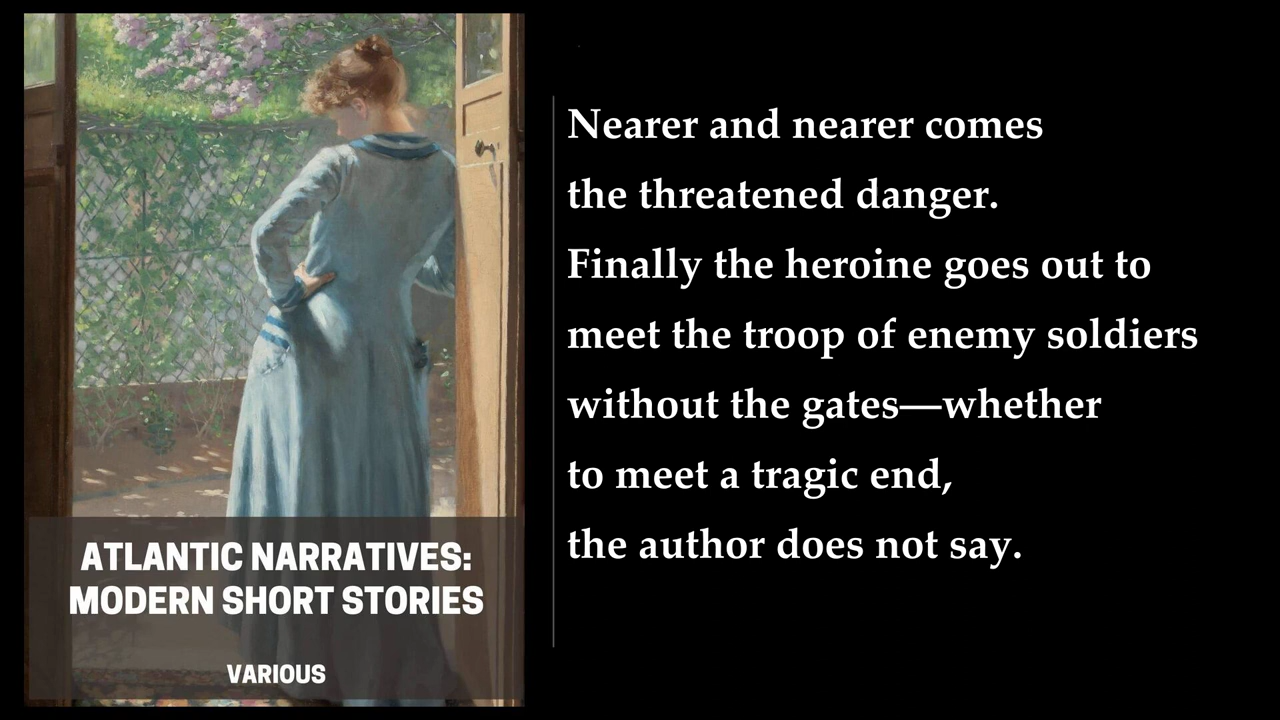 ATLANTIC NARRATIVES:
MODERN SHORT STORIES
VARIOUS
Nearer and nearer comes
the threatened danger.
Finally the heroine goes out to
meet the troop of enemy soldiers
without the gates—whether
to meet a tragic end,
the author does not say.